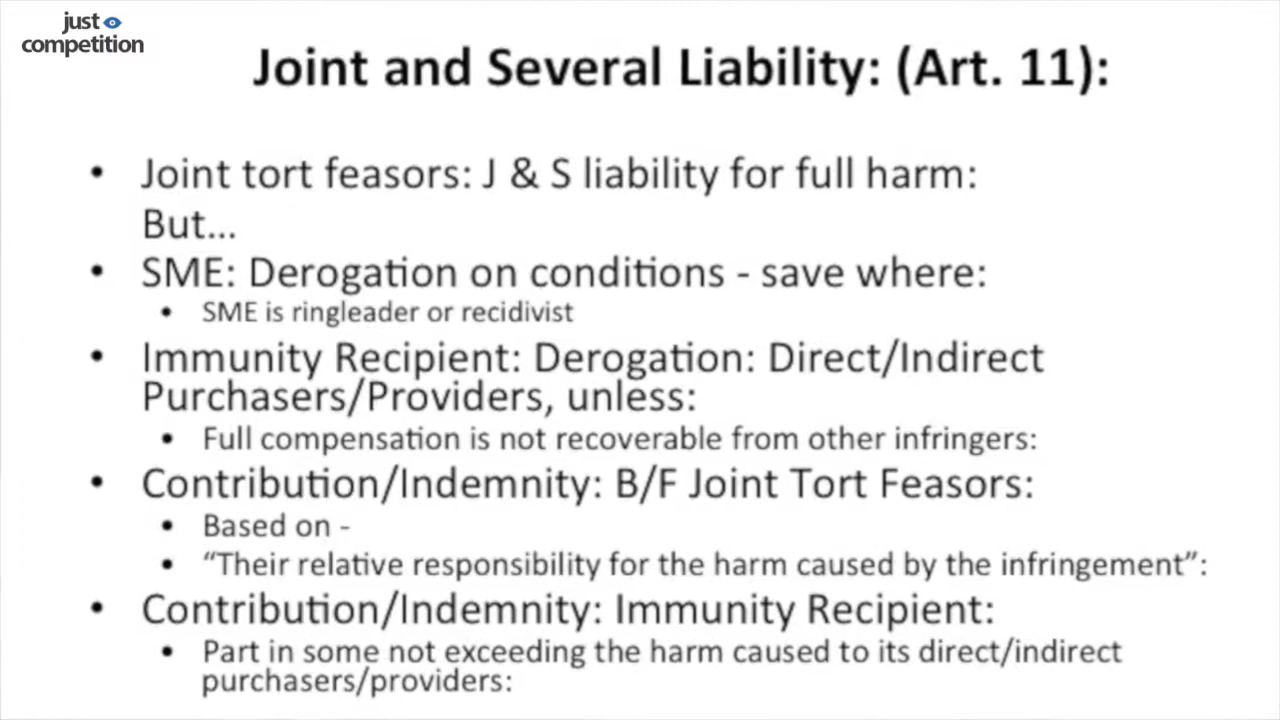 just
competition
Joint and Several Liability: (Art. 11):
• Joint tort feasors: J & S liability for full harm:
But...
• SME: Derogation on conditions - save where:
• SME is ringleader or recidivist
• Immunity Recipient: Derogation: Direct/Indirect
Purchasers/Providers, unless:
• Full compensation is not recoverable from other infringers:
• Contribution/Indemnity: B/F Joint Tort Feasors:
• Based on -
• “Their relative responsibility for the harm caused by the infringement”:
• Contribution/Indemnity: Immunity Recipient:
• Part in some not exceeding the harm caused to its direct/indirect
purchasers/providers: